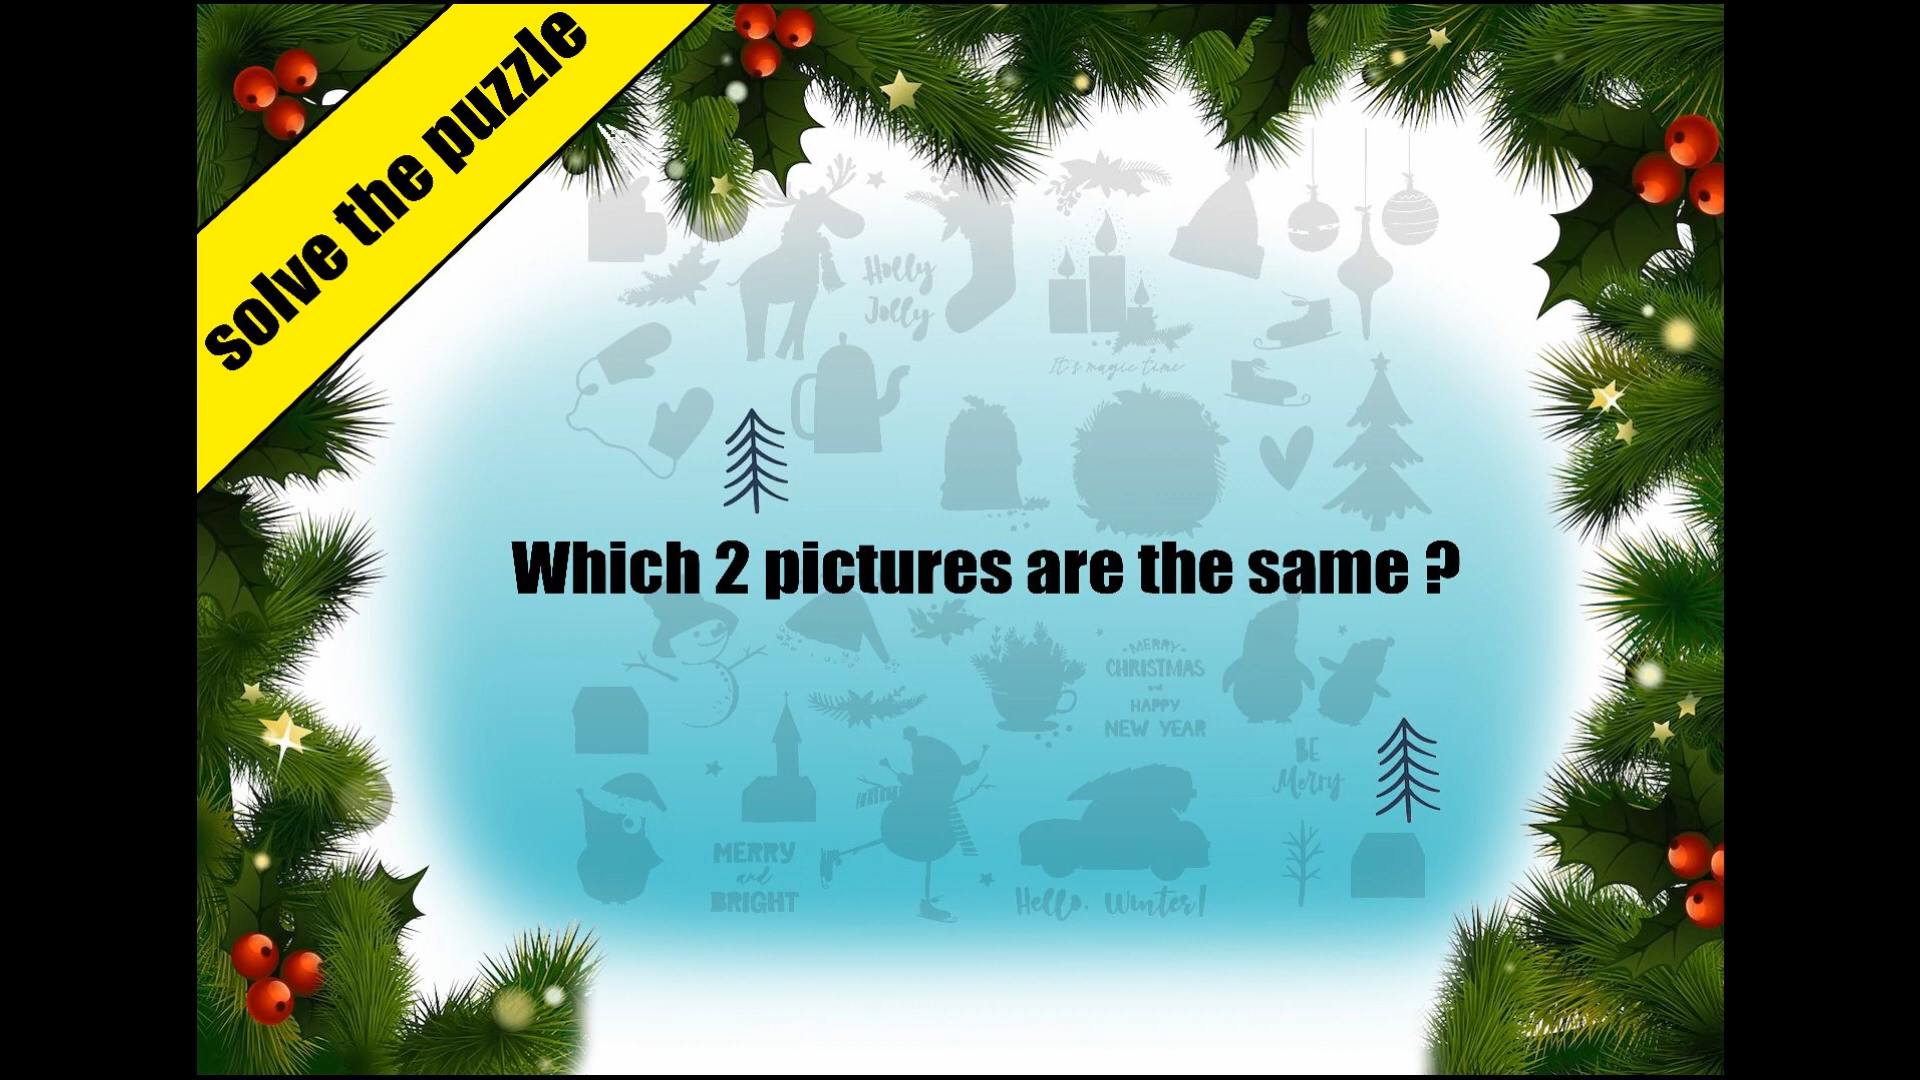 solve the puzzle
Holly
Jolly
It's magic time
Which 2 pictures are the same ?
·MERRY·
CHRISTMAS
and
HAPPY
NEW YEAR
BE
Merry
MERRY
and
BRIGHT
Hello, Winter!